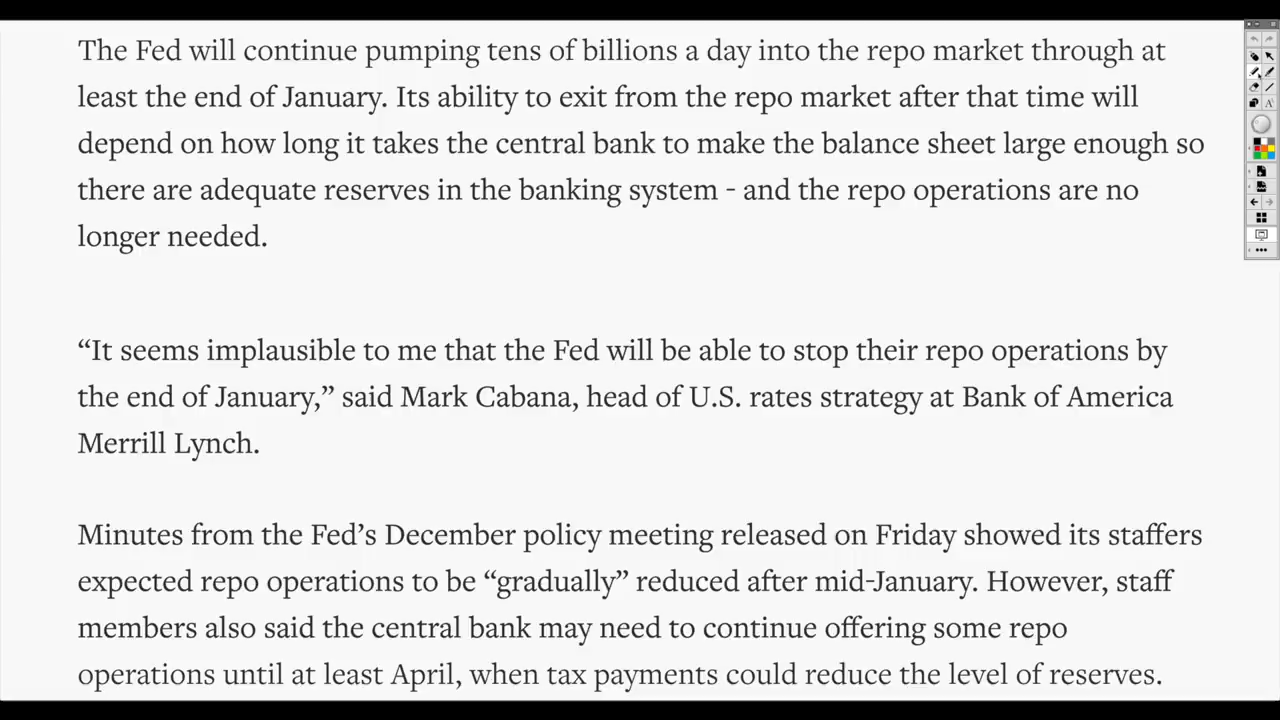 The Fed will continue pumping tens of billions a day into the repo market through at
least the end of January. Its ability to exit from the repo market after that time will
depend on how long it takes the central bank to make the balance sheet large enough so
there are adequate reserves in the banking system - and the repo operations are no
longer needed.
“It seems implausible to me that the Fed will be able to stop their repo operations by
the end of January,” said Mark Cabana, head of U.S. rates strategy at Bank of America
Merrill Lynch.
Minutes from the Fed’s December policy meeting released on Friday showed its staffers
expected repo operations to be “gradually” reduced after mid-January. However, staff
members also said the central bank may need to continue offering some repo
operations until at least April, when tax payments could reduce the level of reserves.